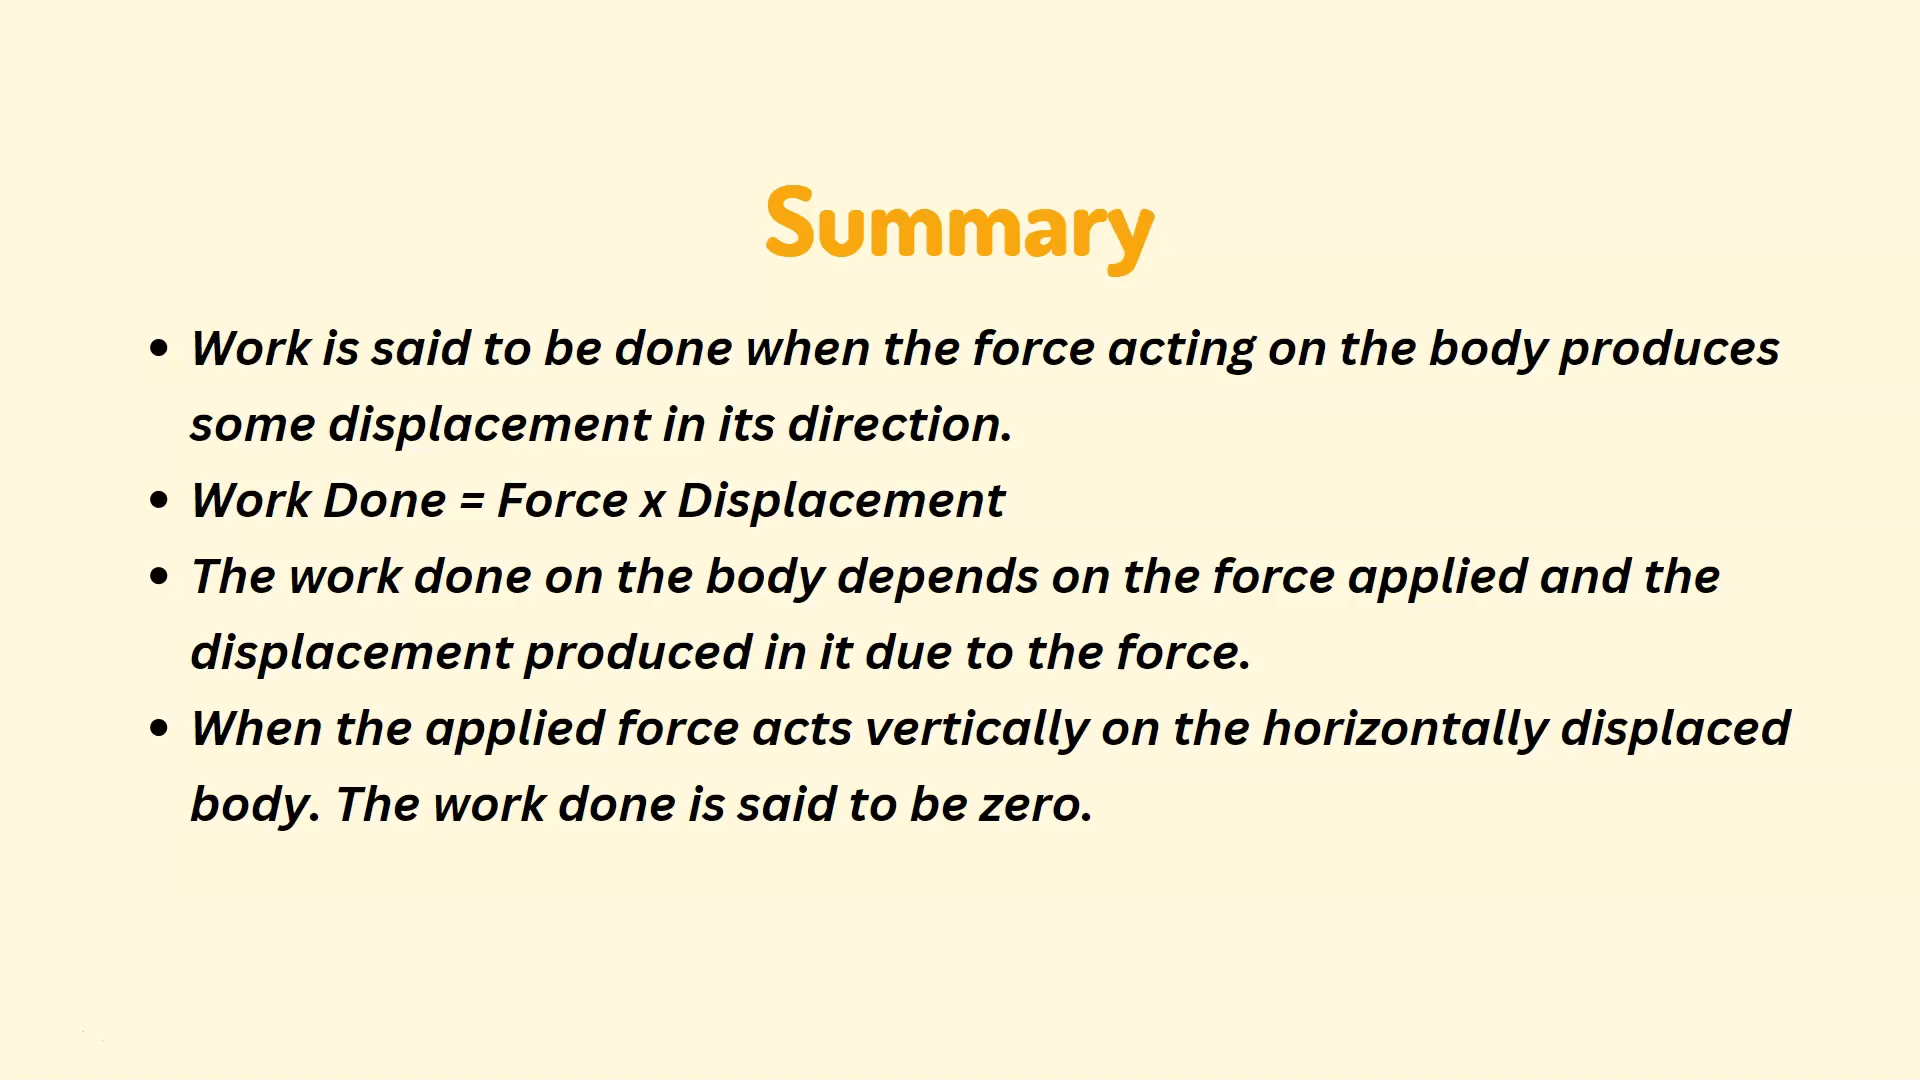 Summary
• Work is said to be done when the force acting on the body produces
some displacement in its direction.
• Work Done = Force x Displacement
• The work done on the body depends on the force applied and the
displacement produced in it due to the force.
• When the applied force acts vertically on the horizontally displaced
body. The work done is said to be zero.